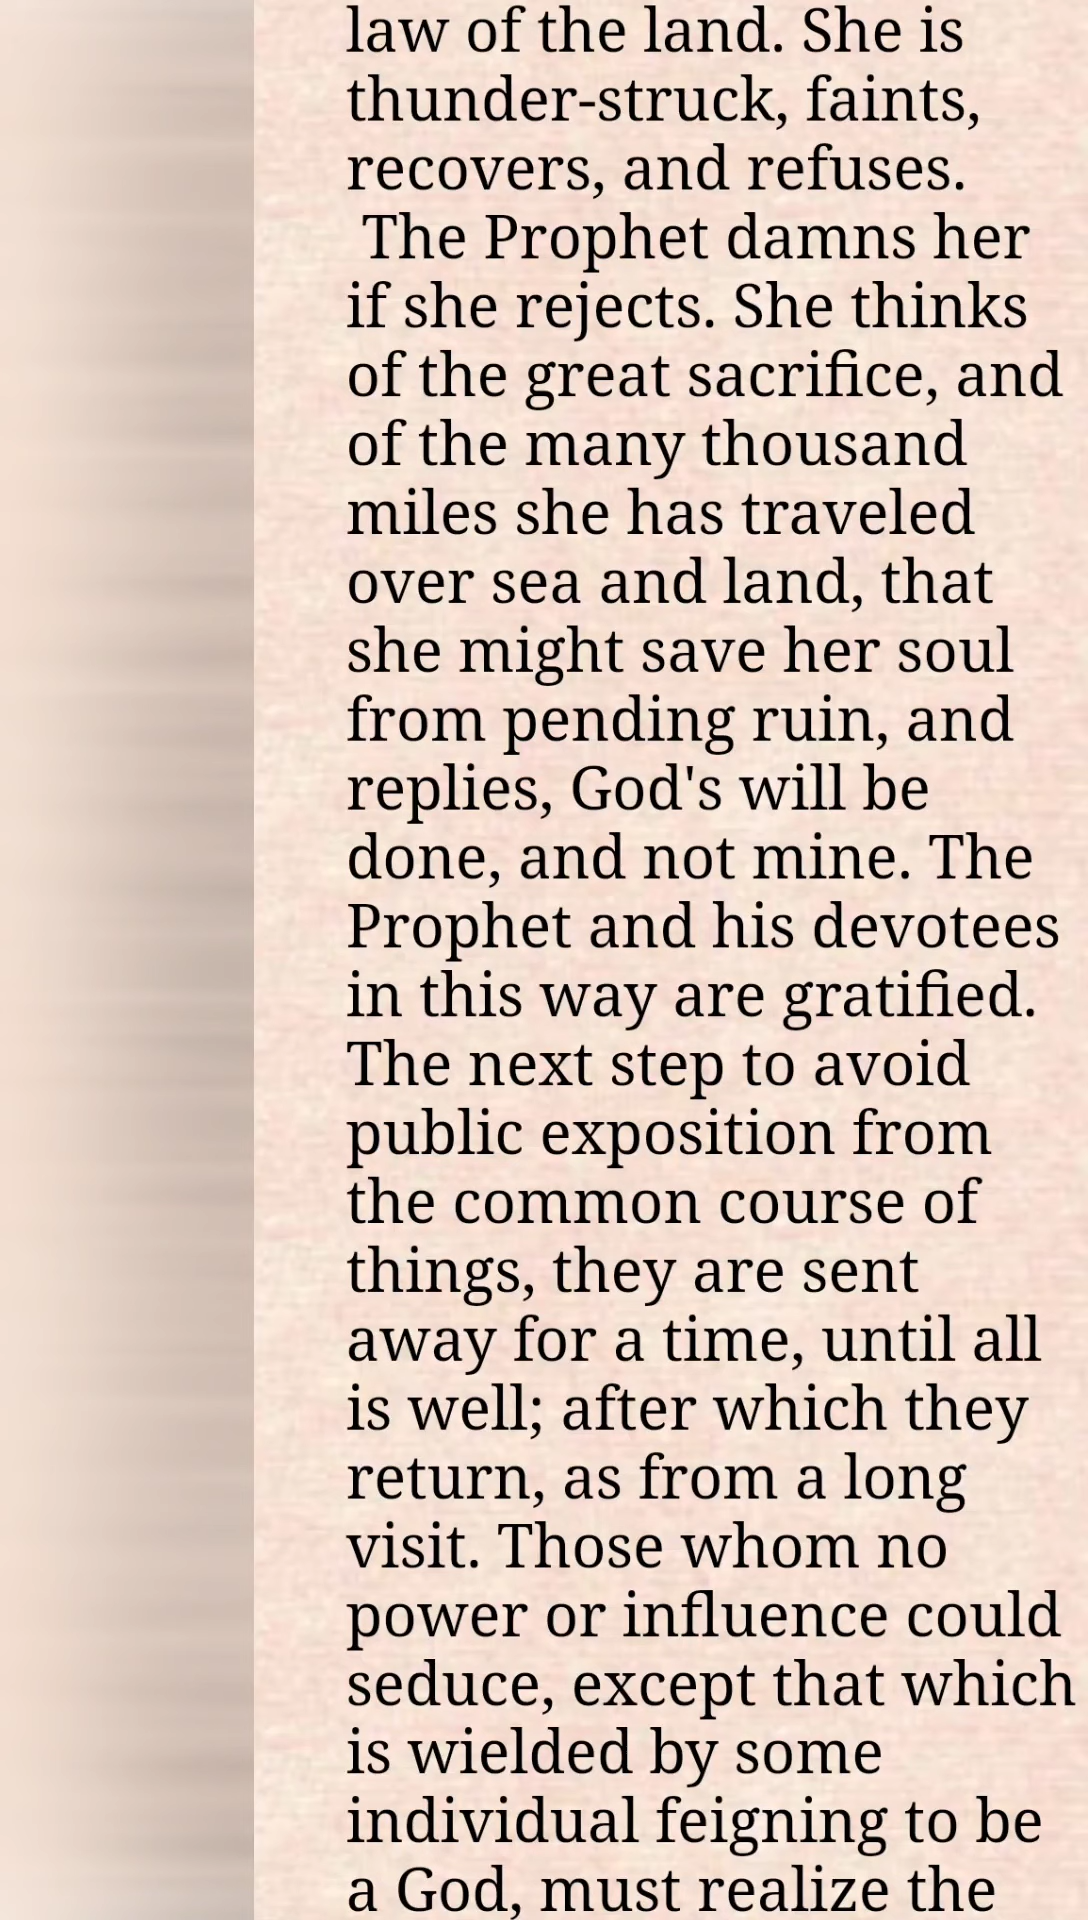 law of the land. She is
thunder-struck, faints,
recovers, and refuses.
The Prophet damns her
if she rejects. She thinks
of the great sacrifice, and
of the many thousand
miles she has traveled
over sea and land, that
she might save her soul
from pending ruin, and
replies, God's will be
done, and not mine. The
Prophet and his devotees
in this way are gratified.
The next step to avoid
public exposition from
the common course of
things, they are sent
away for a time, until all
is well; after which they
return, as from a long
visit. Those whom no
power or influence could
seduce, except that which
is wielded by some
individual feigning to be
a God, must realize the